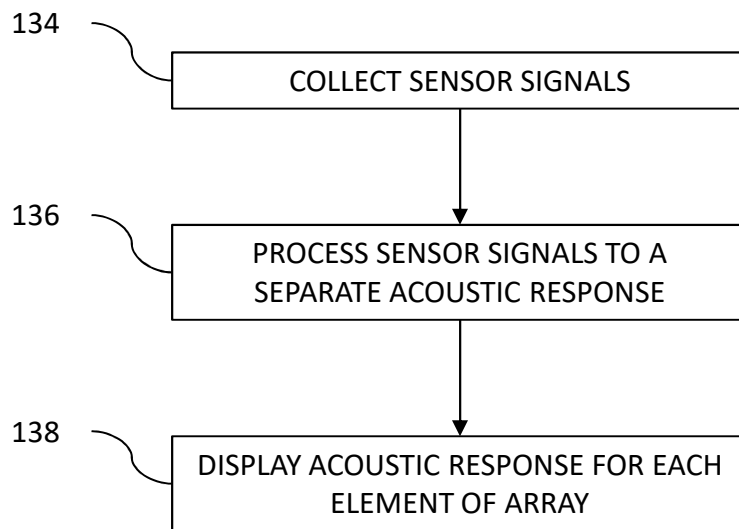 134
COLLECT SENSOR SIGNALS
136
PROCESS SENSOR SIGNALS TO A
SEPARATE ACOUSTIC RESPONSE
138
DISPLAY ACOUSTIC RESPONSE FOR EACH
ELEMENT OF ARRAY